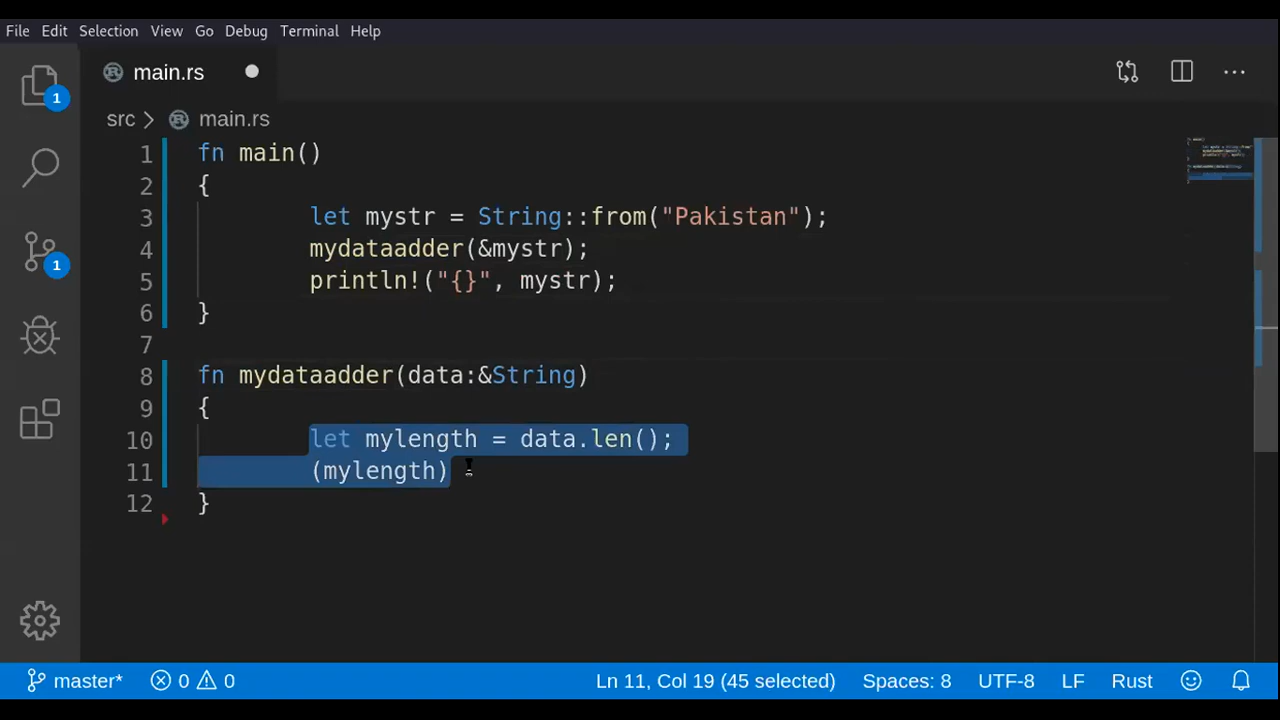 File Edit Selection View Go Debug Terminal Help
main.rs
src > main.rs
1 fn main()
2 {
3 let mystr = String::from("Pakistan");
4 mydataadder(&mystr);
5 println!("{}", mystr);
6 }
7
8 fn mydataadder(data:&String)
9 {
10 let mylength = data.len();
11 (mylength)
12 }
1
1
master* 0 0 Ln 11, Col 19 (45 selected) Spaces: 8 UTF-8 LF Rust